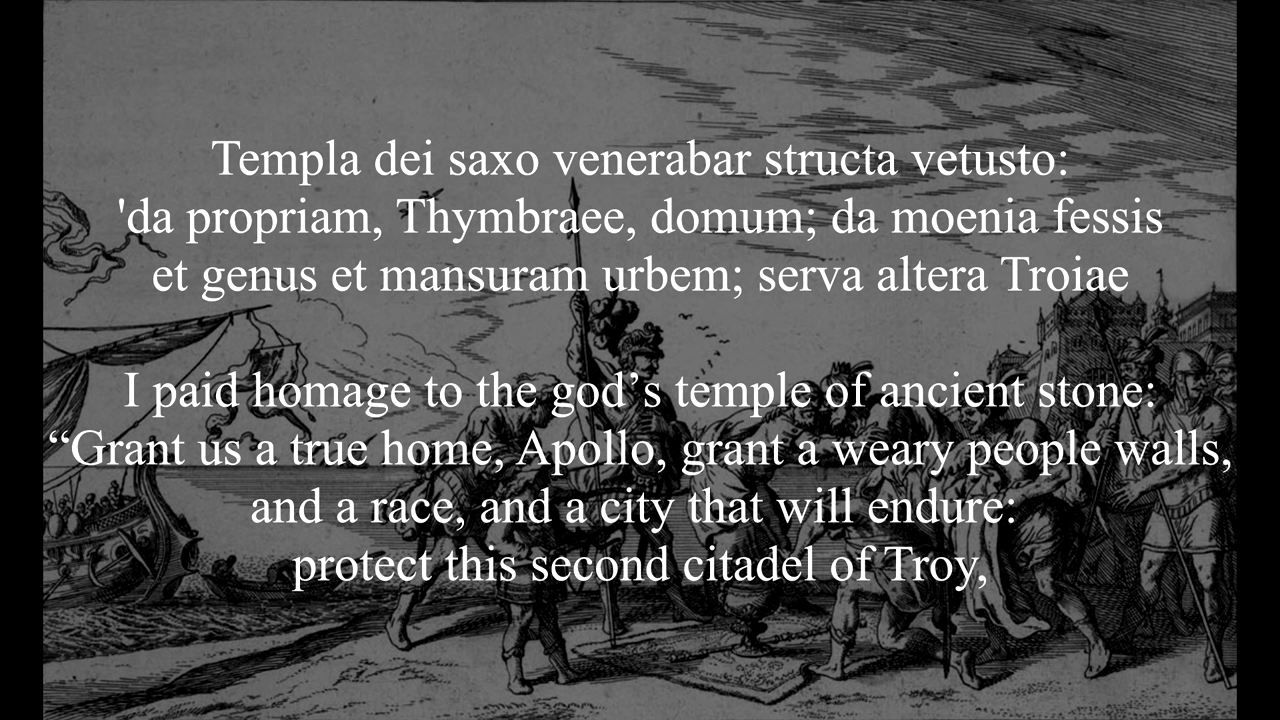 Templa dei saxo venerabar structa vetusto:
'da propriam, Thymbraee, domum; da moenia fessis
et genus et mansuram urbem; serva altera Troiae
I paid homage to the god’s temple of ancient stone:
“Grant us a true home, Apollo, grant a weary people walls,
and a race, and a city that will endure:
protect this second citadel of Troy,